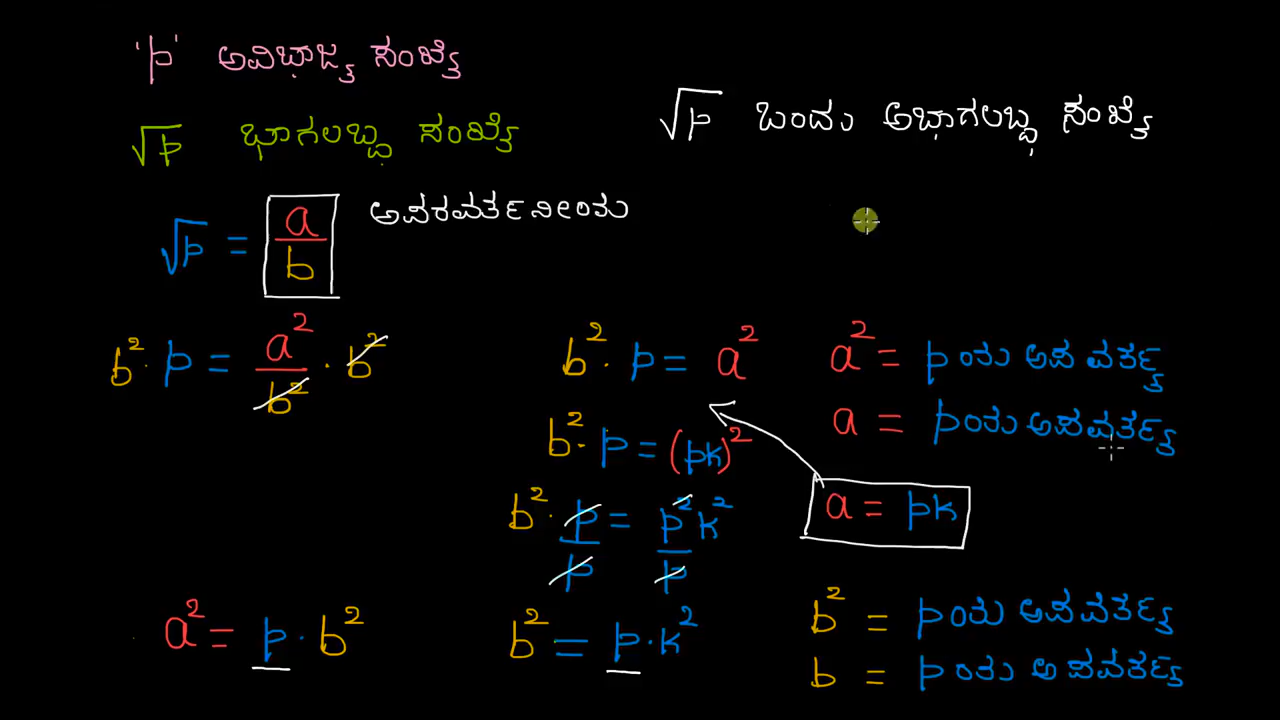 'p' ಅವಿಭಾಜ್ಯ ಸಂಖ್ಯೆ
√p ಭಾಗಲಬ್ಧ ಸಂಖ್ಯೆ
√p ಒಂದು ಅಭಾಗಲಬ್ಧ ಸಂಖ್ಯೆ
√p = a/b ಅಪರವರ್ತನೀಯ
b² · p = a²/b² · b²
b² · p = a²
a² = pಯ ಅಪವರ್ತ್ಯ
b² · p = (pk)²
a = pಯ ಅಪವರ್ತ್ಯ
b² · p/p = p²k²/p
a = pk
a² = p · b²
b² = p · k²
b² = pಯ ಅಪವರ್ತ್ಯ
b = pಯ ಅಪವರ್ತ್ಯ